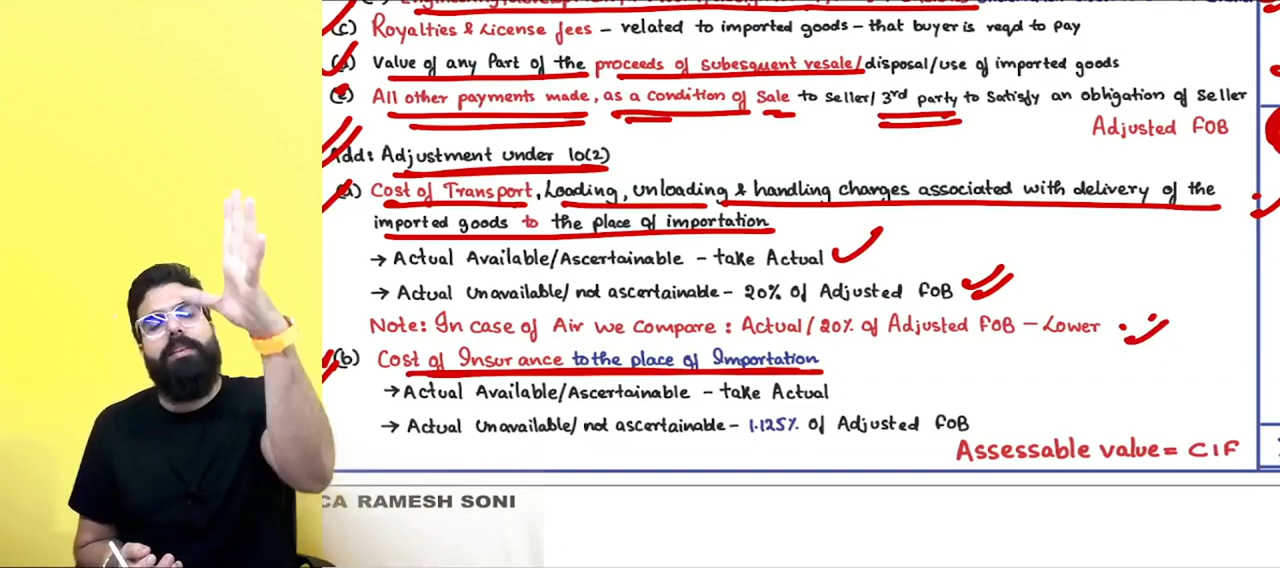 (c) Royalties & License fees – related to imported goods – that buyer is reqd to pay
(d) Value of any Part of the proceeds of subesquent resale/disposal/use of imported goods
(e) All other payments made, as a condition of Sale to seller/ 3rd party to satisfy an obligation of seller
Adjusted FOB
Add: Adjustment under 10(2)
(a) Cost of Transport, Loading, unloading & handling charges associated with delivery of the
imported goods to the place of importation
→ Actual Available/Ascertainable – take Actual
→ Actual Unavailable/not ascertainable – 20% of Adjusted FOB
Note: In case of Air we Compare : Actual/20% of Adjusted FOB – Lower
(b) Cost of Insurance to the place of Importation
→ Actual Available/Ascertainable – take Actual
→ Actual Unavailable/not ascertainable – 1.125% of Adjusted FOB
Assessable value = CIF
CA RAMESH SONI